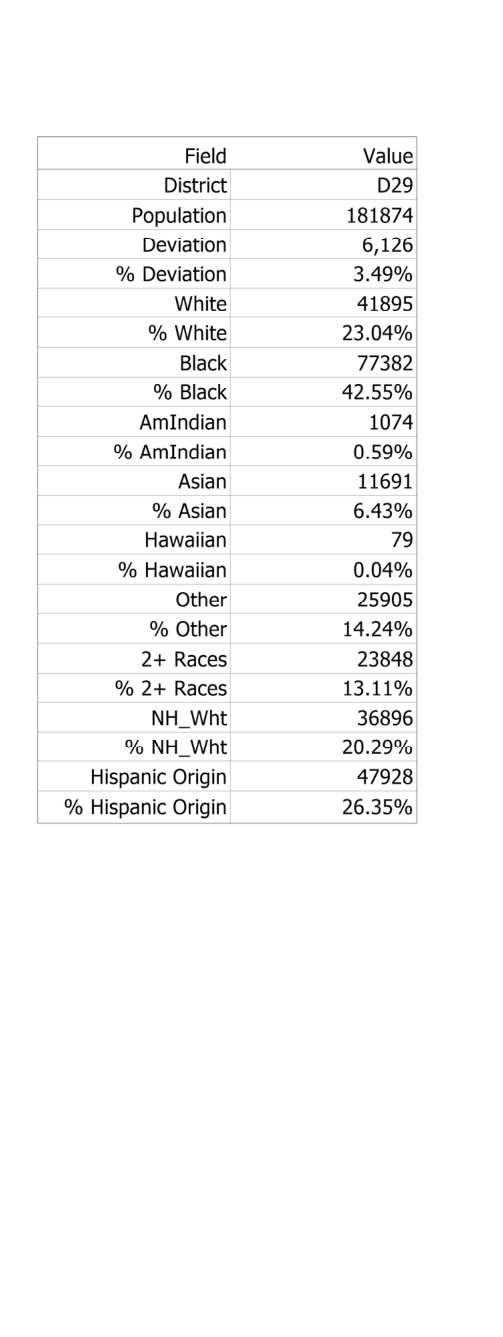 Field Value
District D29
Population 181874
Deviation 6,126
% Deviation 3.49%
White 41895
% White 23.04%
Black 77382
% Black 42.55%
AmIndian 1074
% AmIndian 0.59%
Asian 11691
% Asian 6.43%
Hawaiian 79
% Hawaiian 0.04%
Other 25905
% Other 14.24%
2+ Races 23848
% 2+ Races 13.11%
NH_Wht 36896
% NH_Wht 20.29%
Hispanic Origin 47928
% Hispanic Origin 26.35%